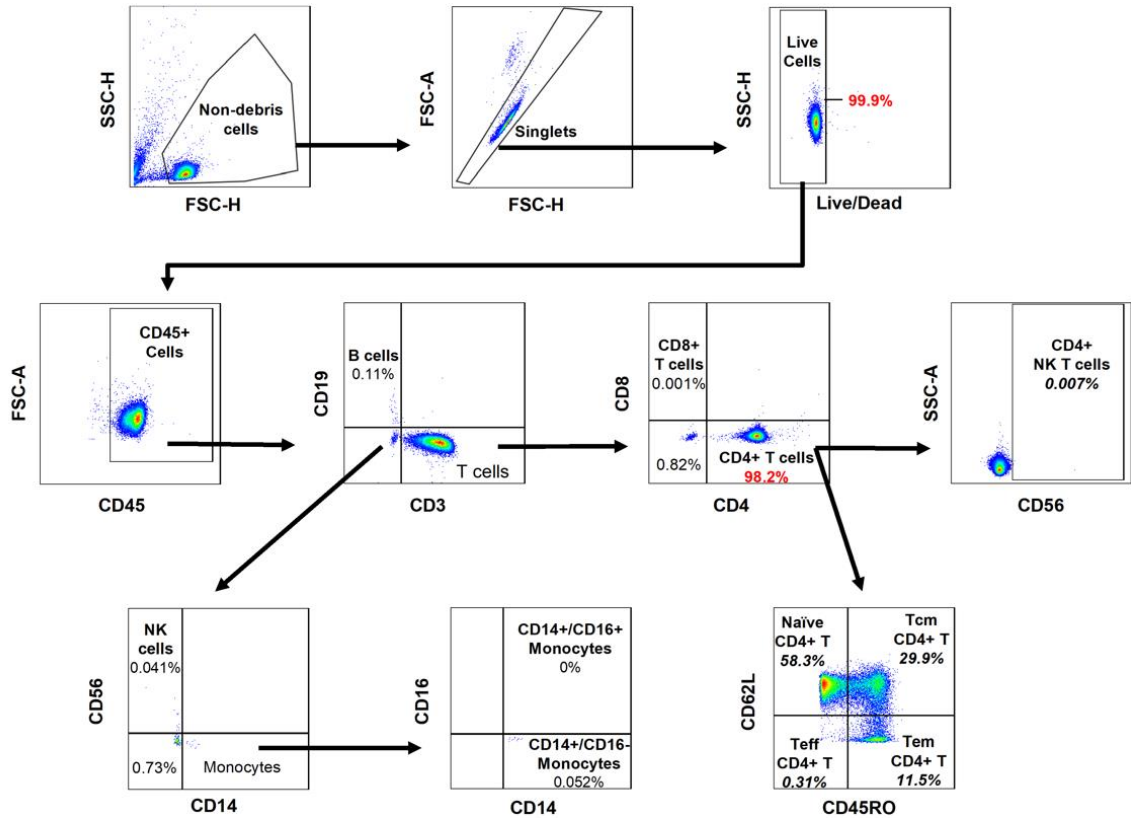 SSC-H
Non-debris
cells
FSC-H
FSC-A
Singlets
FSC-H
SSC-H
Live
Cells
99.9%
Live/Dead
FSC-A
CD45+
Cells
CD45
CD19
B cells
0.11%
T cells
CD3
CD8
CD8+
T cells
0.001%
0.82%
CD4+ T cells
98.2%
CD4
SSC-A
CD4+
NK T cells
0.007%
CD56
CD56
NK
cells
0.041%
0.73%
Monocytes
CD14
CD16
CD14+/CD16+
Monocytes
0%
CD14+/CD16-
Monocytes
0.052%
CD14
CD62L
Naïve
CD4+ T
58.3%
Tcm
CD4+ T
29.9%
Teff
CD4+ T
0.31%
Tem
CD4+ T
11.5%
CD45RO